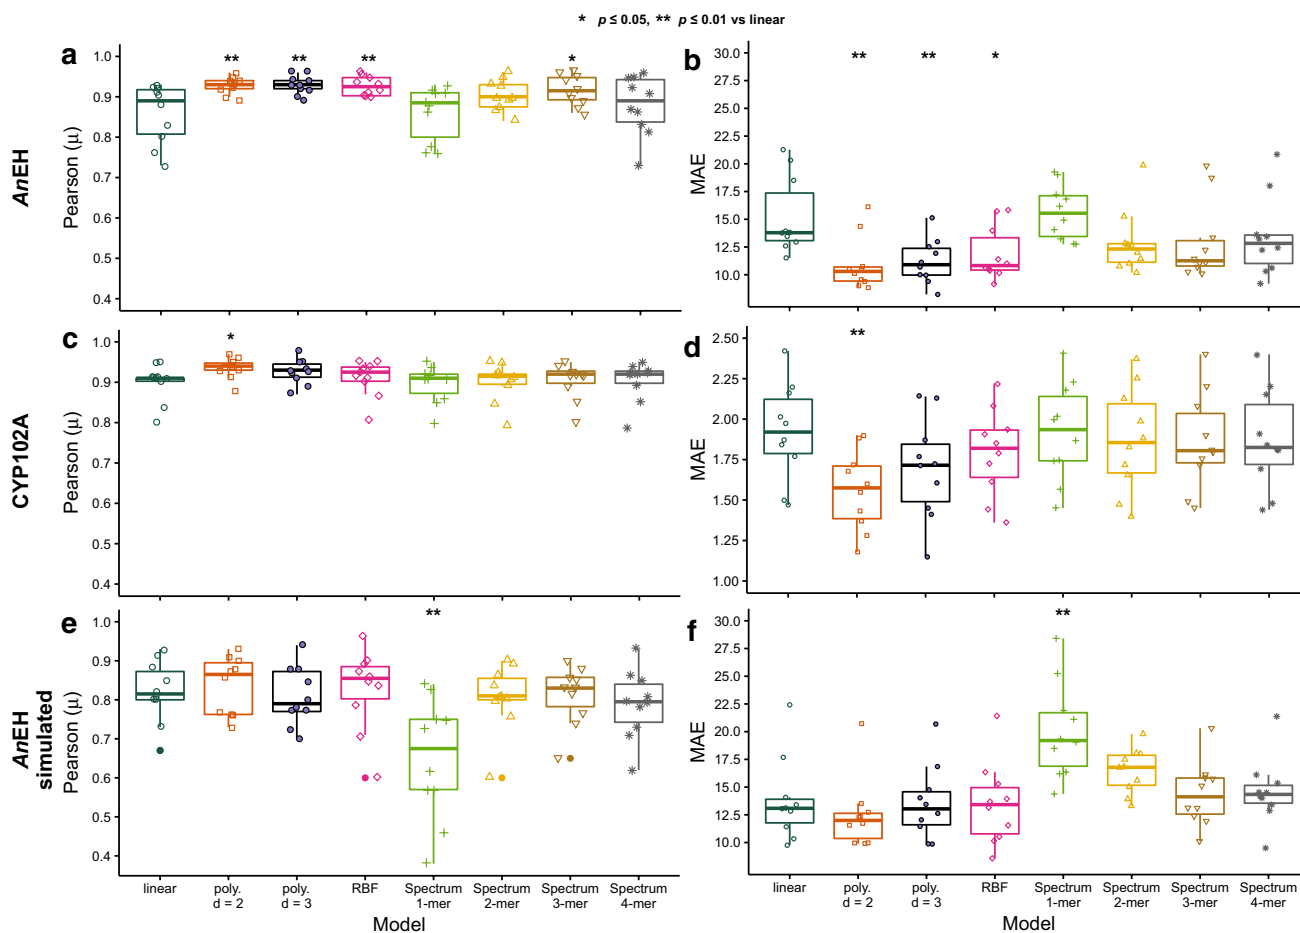 * p ≤ 0.05, ** p ≤ 0.01 vs linear
a
AnEH
Pearson (μ)
1.0
0.9
0.8
0.7
0.6
0.5
0.4
** ** ** *
b
MAE
30.0
27.5
25.0
22.5
20.0
17.5
15.0
12.5
10.0
** ** *
c
CYP102A
Pearson (μ)
1.0
0.9
0.8
0.7
0.6
0.5
0.4
*
d
MAE
2.50
2.25
2.00
1.75
1.50
1.25
1.00
**
e
AnEH
simulated
Pearson (μ)
1.0
0.9
0.8
0.7
0.6
0.5
0.4
**
linear poly. poly. RBF Spectrum Spectrum Spectrum Spectrum
d = 2 d = 3 1-mer 2-mer 3-mer 4-mer
Model
f
MAE
30.0
27.5
25.0
22.5
20.0
17.5
15.0
12.5
10.0
**
linear poly. poly. RBF Spectrum Spectrum Spectrum Spectrum
d = 2 d = 3 1-mer 2-mer 3-mer 4-mer
Model